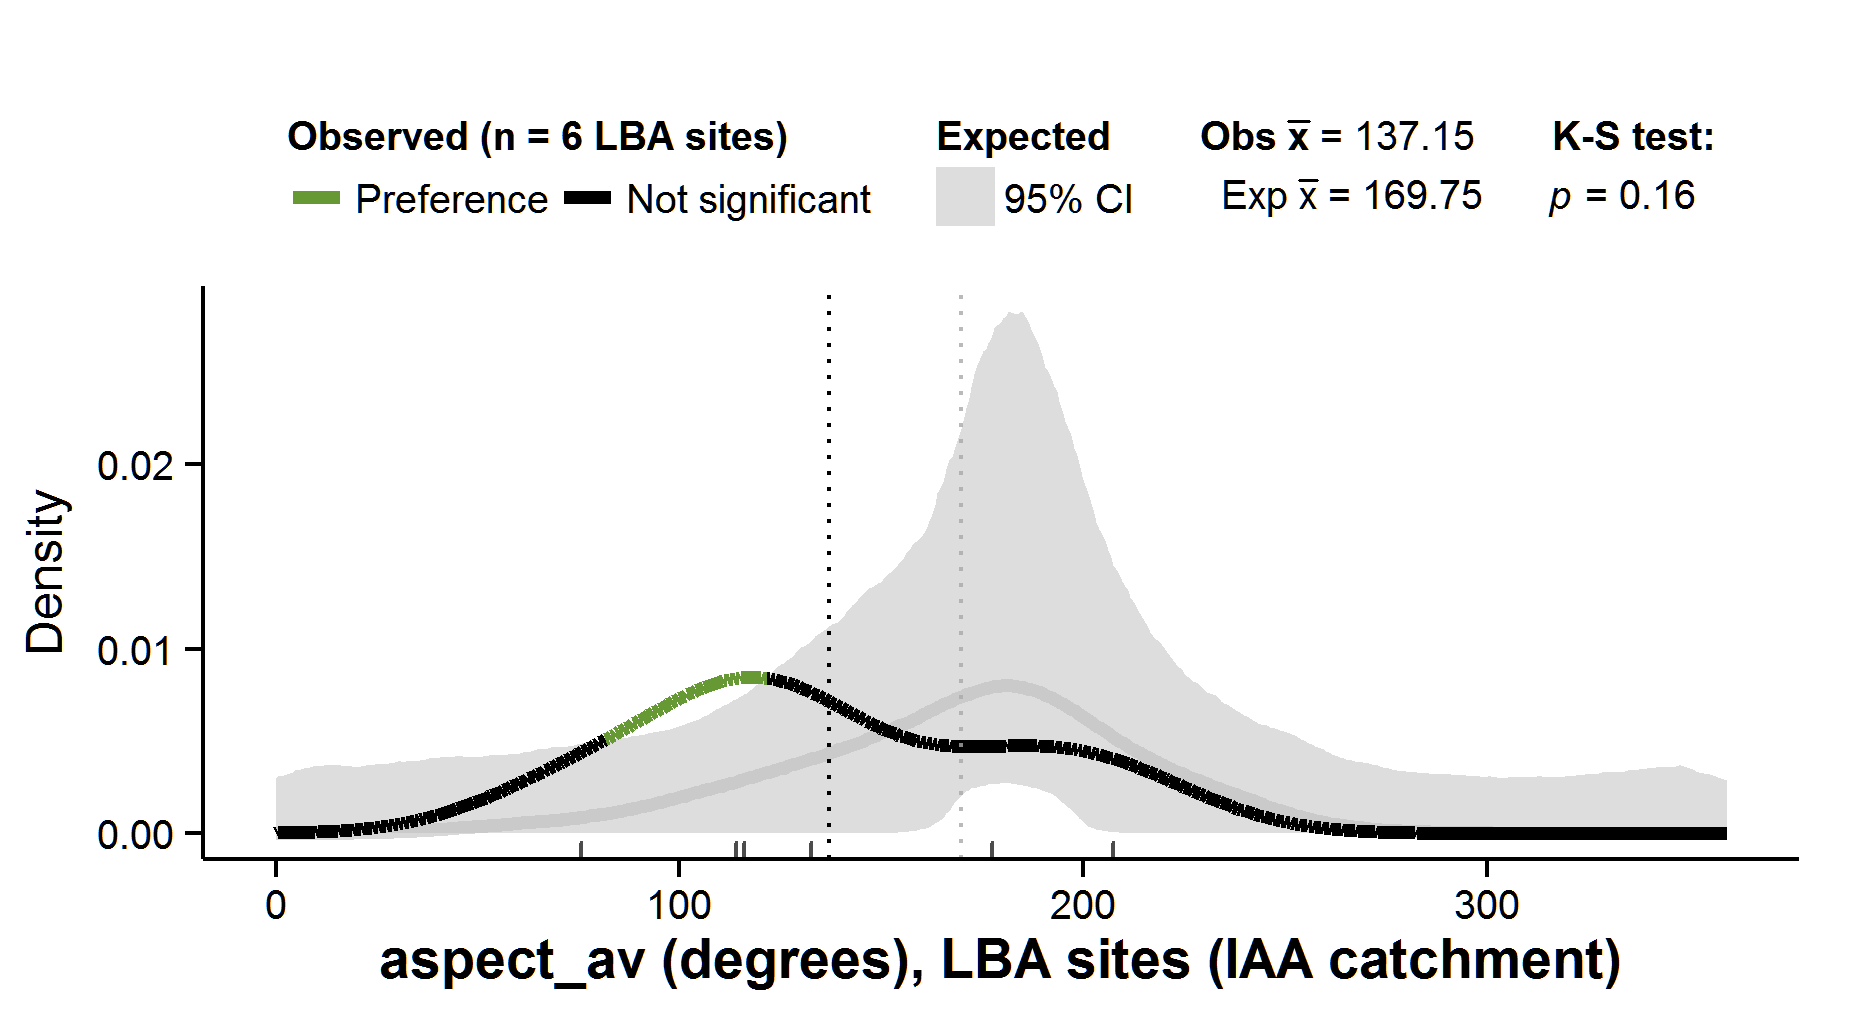 Observed (n = 6 LBA sites) Expected Obs x̅ = 137.15 K-S test:
Preference Not significant 95% CI Exp x̅ = 169.75 p = 0.16
0.02
0.01
0.00
Density
0 100 200 300
aspect_av (degrees), LBA sites (IAA catchment)